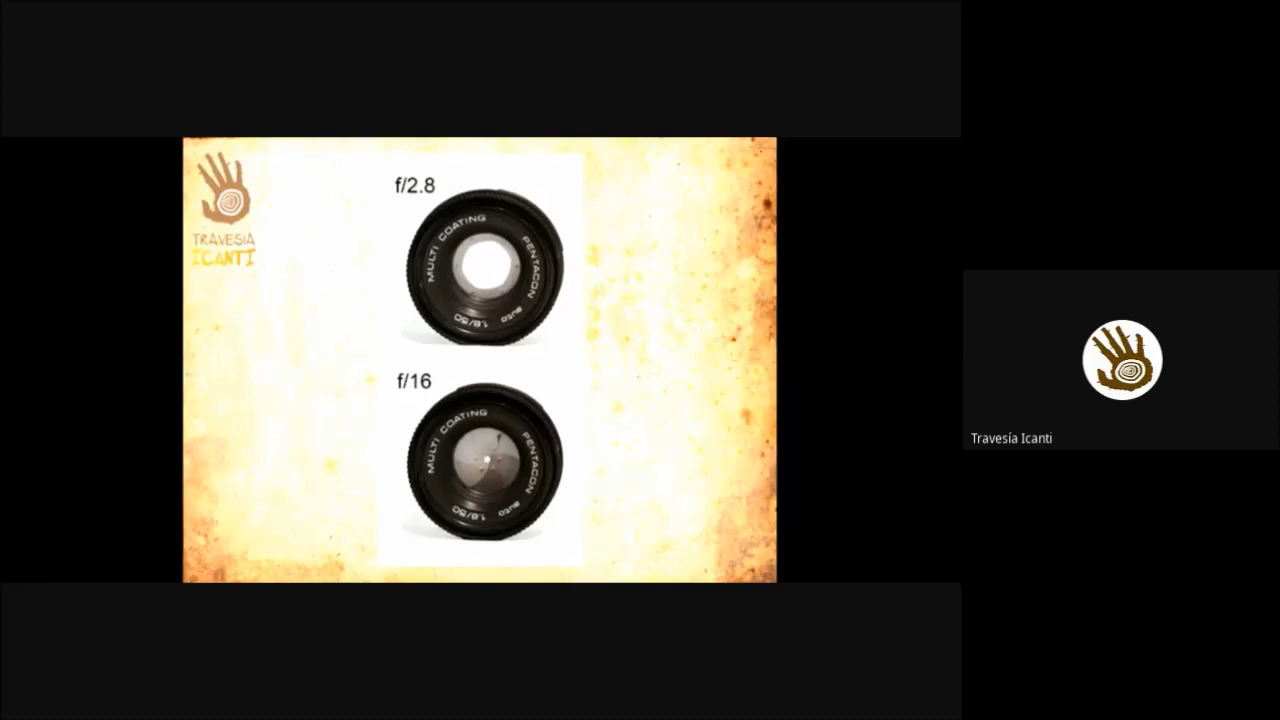 TRAVESIA
ICANTI
f/2.8
MULTI COATING
PENTACON auto 1.8/50
f/16
MULTI COATING
PENTACON auto 1.8/50
Travesía Icanti